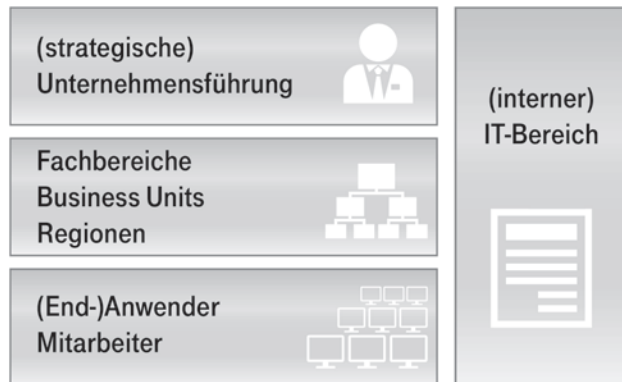 (strategische)
Unternehmensführung
Fachbereiche
Business Units
Regionen
(End-)Anwender
Mitarbeiter
(interner)
IT-Bereich